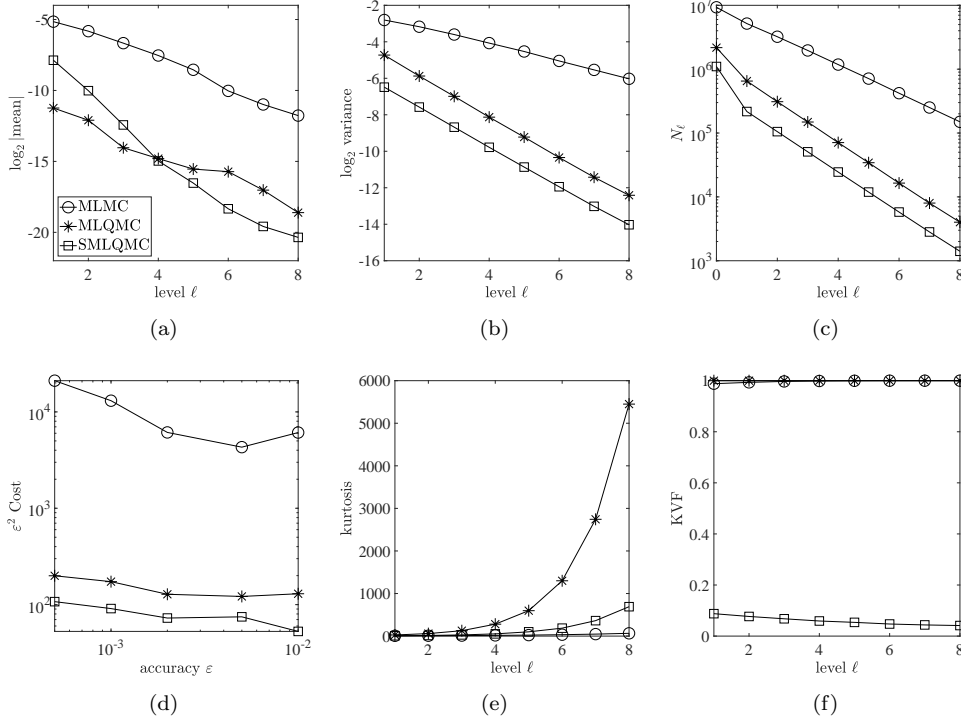 -5
-10
-15
-20
log₂ |mean|
MLMC
MLQMC
SMLQMC
2 4 6 8
level ℓ
(a)
-2
-4
-6
-8
-10
-12
-14
-16
log₂ variance
2 4 6 8
level ℓ
(b)
10⁷
10⁶
10⁵
10⁴
10³
N_ℓ
0 2 4 6 8
level ℓ
(c)
10⁴
10³
10²
ε² Cost
10⁻³ 10⁻²
accuracy ε
(d)
6000
5000
4000
3000
2000
1000
0
kurtosis
2 4 6 8
level ℓ
(e)
1
0.8
0.6
0.4
0.2
0
KVF
2 4 6 8
level ℓ
(f)